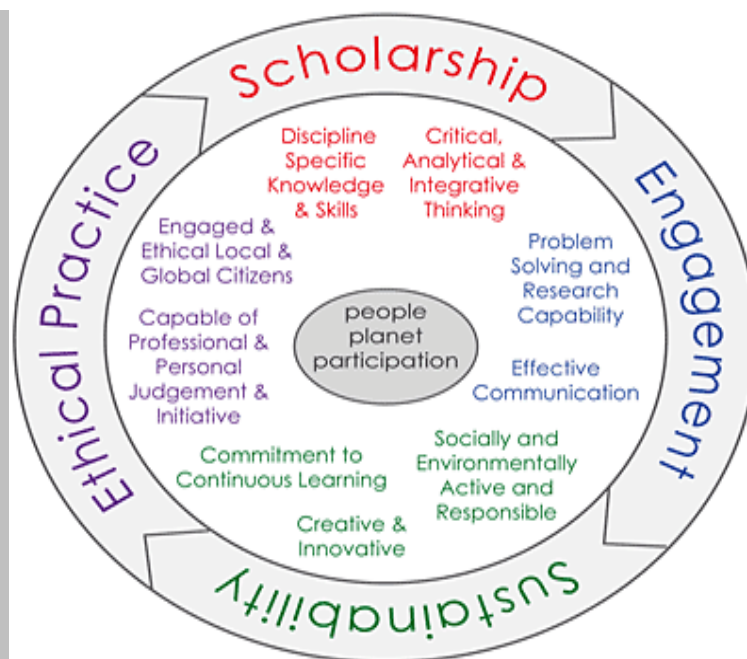 Scholarship
Engagement
Sustainability
Ethical Practice
Discipline
Specific
Knowledge
& Skills
Critical,
Analytical &
Integrative
Thinking
Problem
Solving and
Research
Capability
Effective
Communication
Socially and
Environmentally
Active and
Responsible
Creative &
Innovative
Commitment to
Continuous Learning
Capable of
Professional &
Personal
Judgement &
Initiative
Engaged &
Ethical Local &
Global Citizens
people
planet
participation